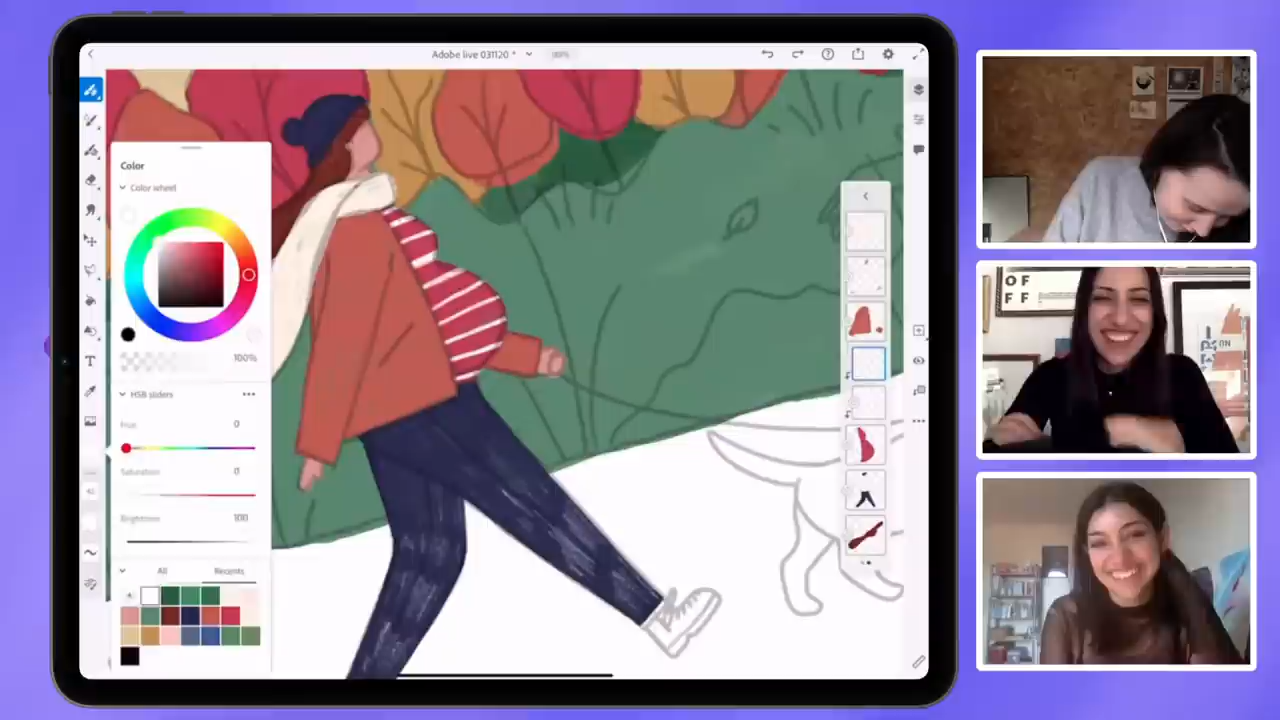 Adobe live 031120 *
Color
Color wheel
100%
HSB sliders
Hue
0
Saturation
0
Brightness
100
All
Recents
T
OF
FF